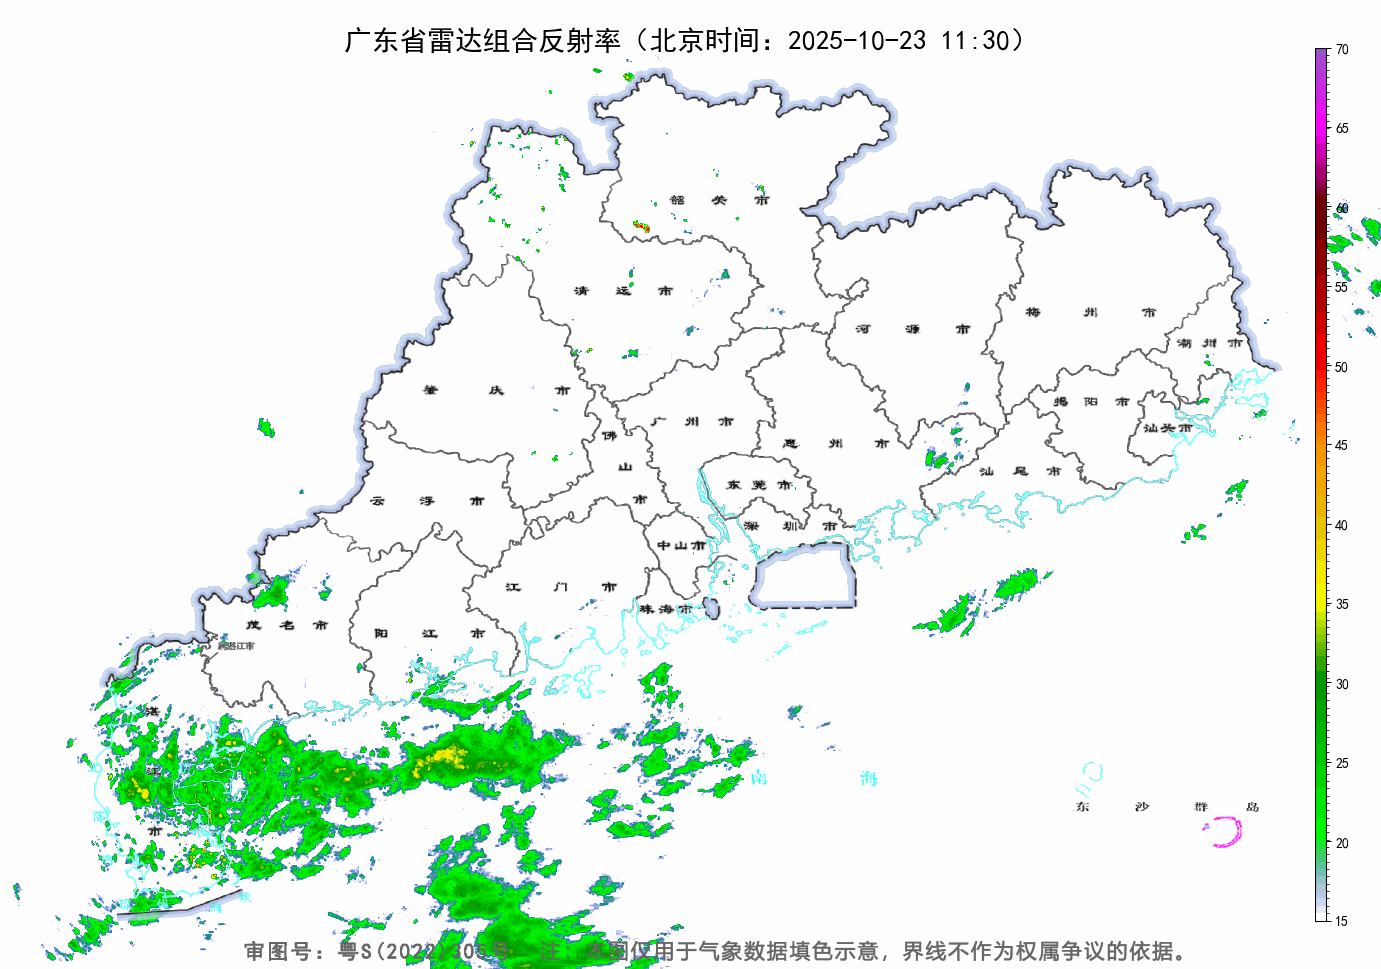 广东省雷达组合反射率（北京时间：2025-10-23 11:30）
70
65
60
55
50
45
40
35
30
25
20
15
韶 关 市
清 远 市
梅 州 市
河 源 市
潮 州 市
肇 庆 市
揭 阳 市
广 州 市
汕头市
佛 山 市
惠 州 市
汕 尾 市
东 莞 市
云 浮 市
深 圳 市
中山市
江 门 市
珠海市
茂 名 市
阳 江 市
属湛江市
湛 江 市
南 海
东 沙 群 岛
审图号：粤S(2022)305号 注：本图仅用于气象数据填色示意，界线不作为权属争议的依据。